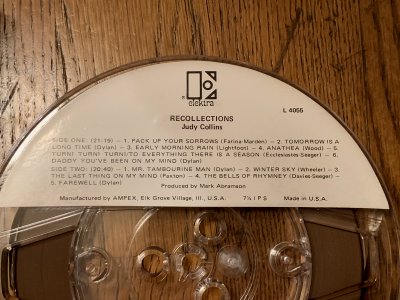 elektra
L 4055
RECOLLECTIONS
Judy Collins
SIDE ONE: (21:19) — 1. PACK UP YOUR SORROWS (Farina-Marden) — 2. TOMORROW IS A
LONG TIME (Dylan) — 3. EARLY MORNING RAIN (Lightfoot) — 4. ANATHEA (Wood) — 5.
TURN! TURN! TURN!/TO EVERYTHING THERE IS A SEASON (Ecclesiastes-Seeger) — 6.
DADDY YOU'VE BEEN ON MY MIND (Dylan)
SIDE TWO: (20:40) — 1. MR. TAMBOURINE MAN (Dylan) — 2. WINTER SKY (Wheeler) — 3.
THE LAST THING ON MY MIND (Paxton) — 4. THE BELLS OF RHYMNEY (Davies-Seeger) —
5. FAREWELL (Dylan)
Produced by Mark Abramson
Manufactured by AMPEX, Elk Grove Village, Ill., U.S.A. 7½ IPS Made in U.S.A.